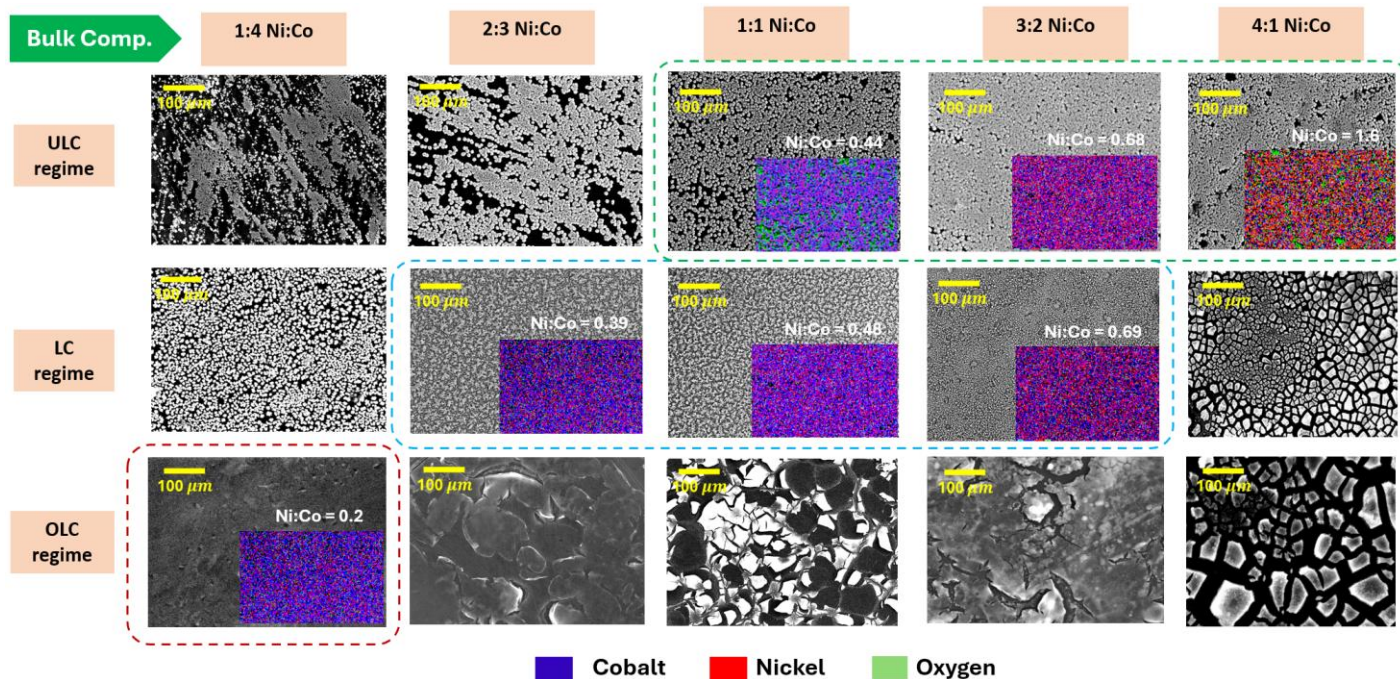 Bulk Comp.
1:4 Ni:Co
2:3 Ni:Co
1:1 Ni:Co
3:2 Ni:Co
4:1 Ni:Co
ULC
regime
100 μm
100 μm
100 μm
Ni:Co = 0.44
100 μm
Ni:Co = 0.68
100 μm
Ni:Co = 1.6
LC
regime
100 μm
100 μm
Ni:Co = 0.39
100 μm
Ni:Co = 0.48
100 μm
Ni:Co = 0.69
100 μm
OLC
regime
100 μm
Ni:Co = 0.2
100 μm
100 μm
100 μm
100 μm
Cobalt
Nickel
Oxygen